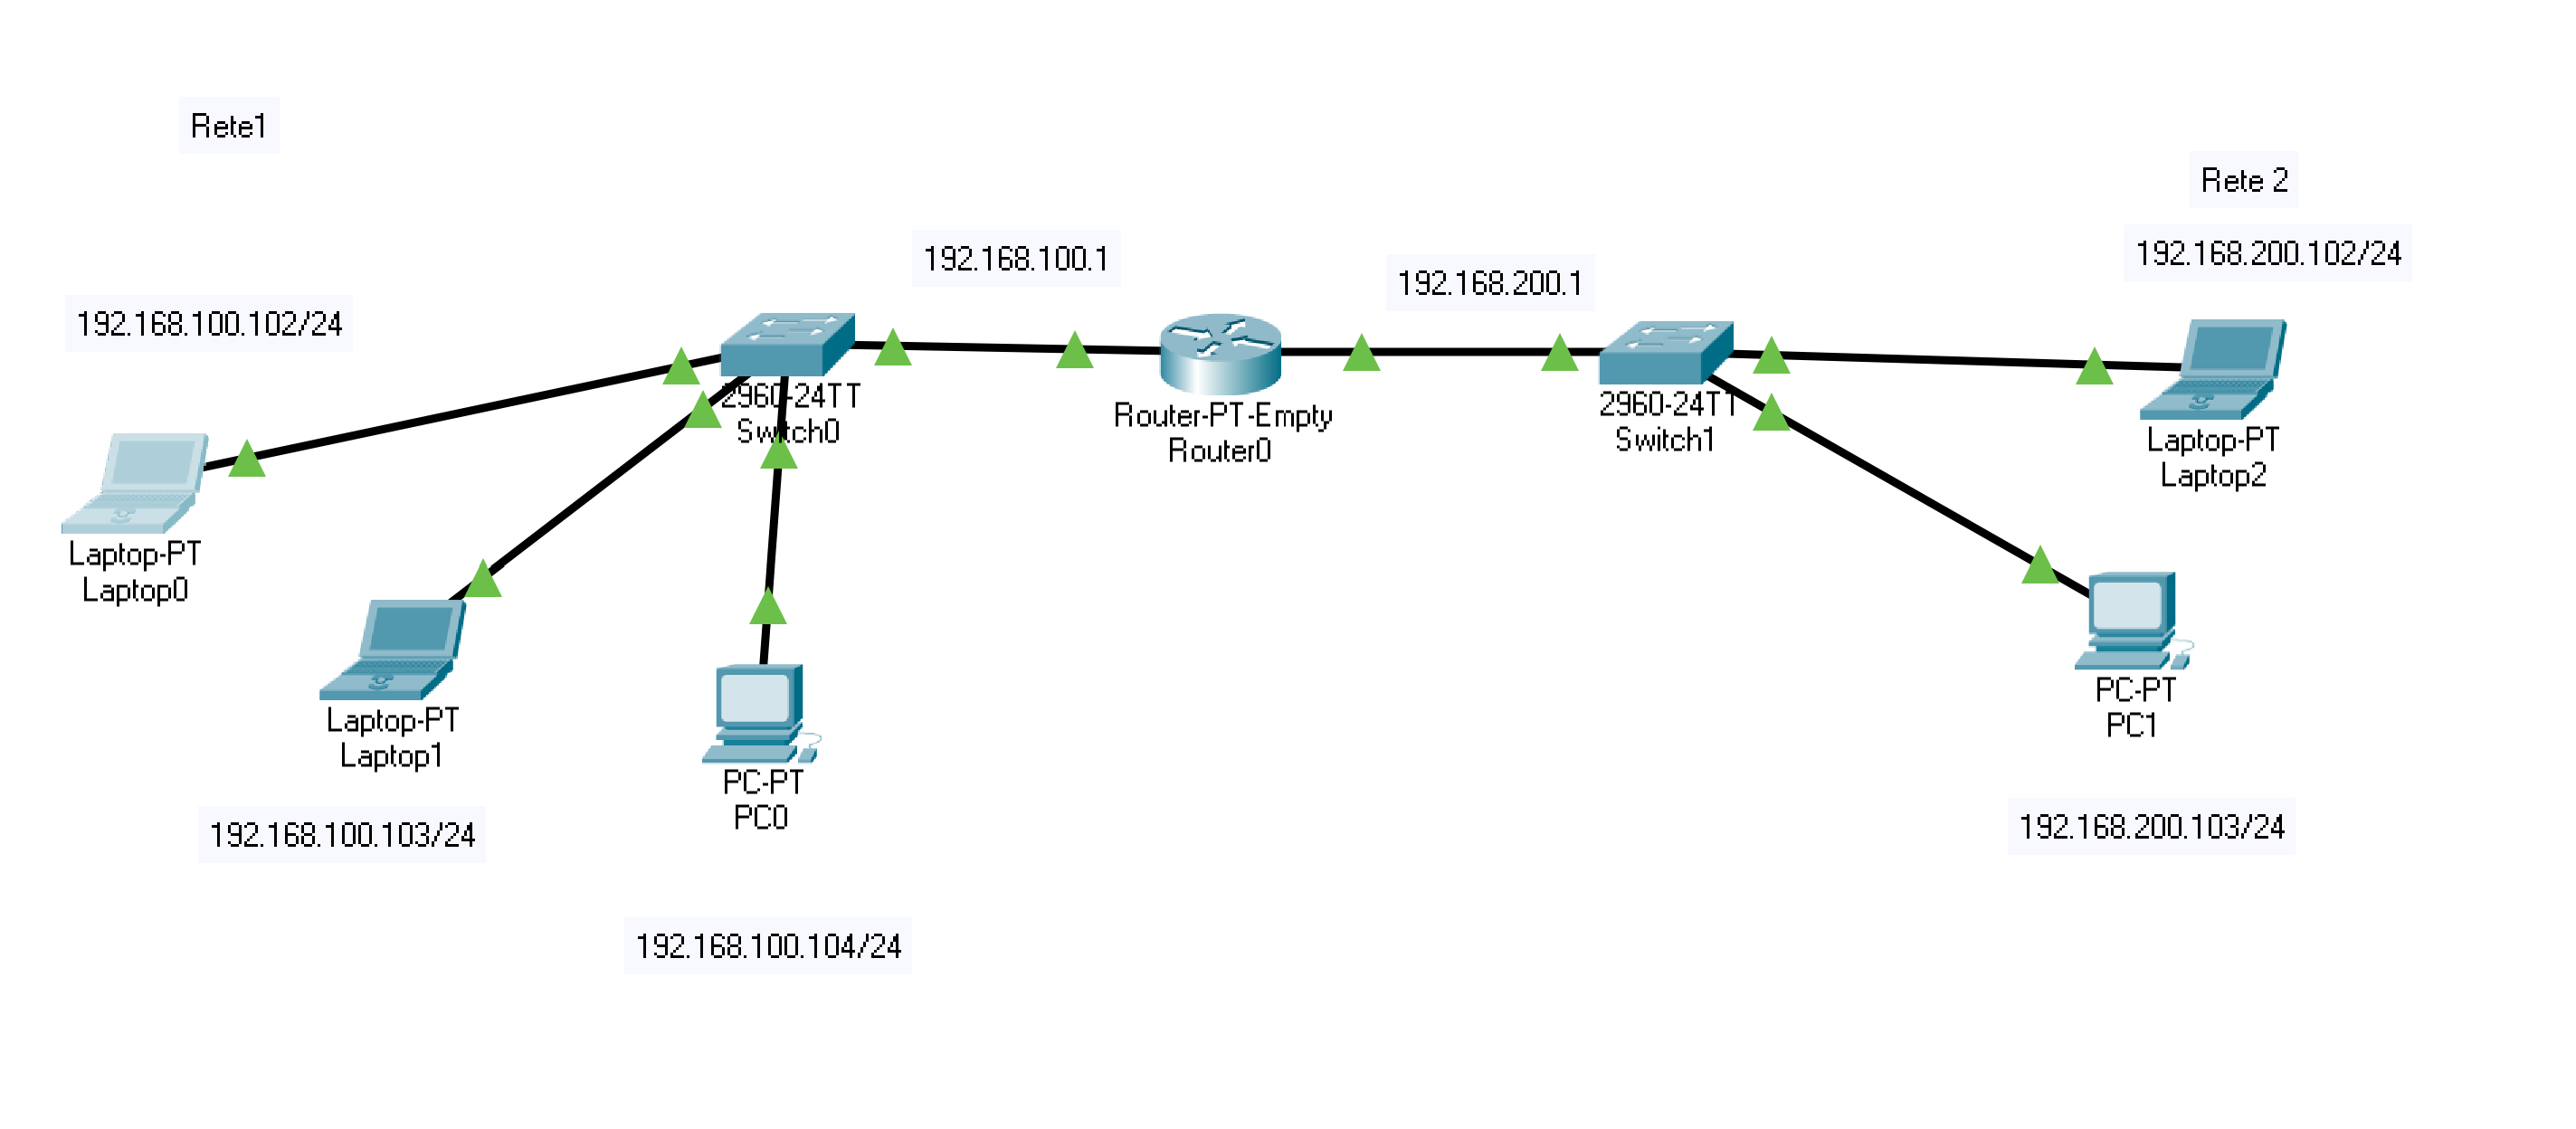 Rete1
Rete 2
192.168.200.102/24
192.168.100.1
192.168.200.1
192.168.100.102/24
2960-24TT
Switch0
Router-PT-Empty
Router0
2960-24TT
Switch1
Laptop-PT
Laptop2
Laptop-PT
Laptop0
Laptop-PT
Laptop1
PC-PT
PC0
PC-PT
PC1
192.168.100.103/24
192.168.200.103/24
192.168.100.104/24